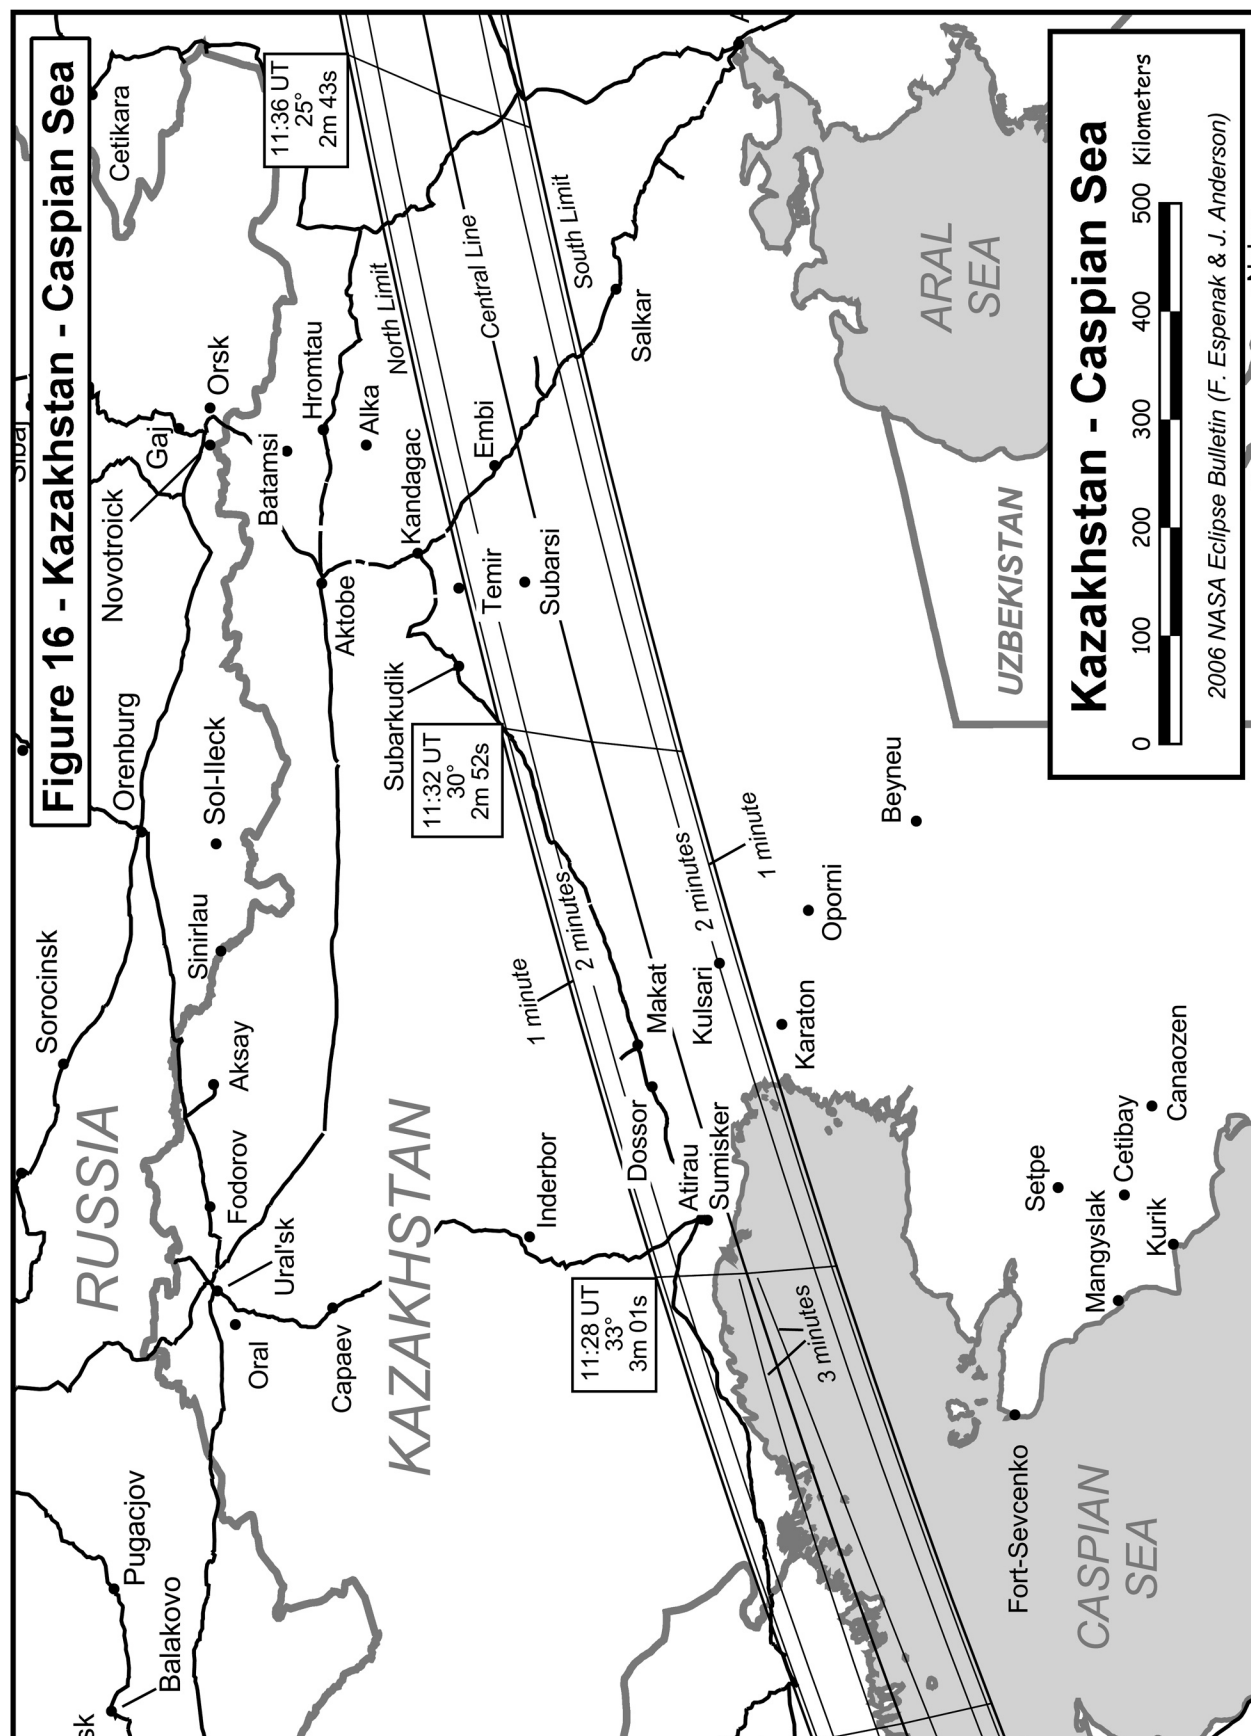 Figure 16 - Kazakhstan - Caspian Sea
Cetikara
11:36 UT
25°
2m 43s
Orsk
Gaj
Novotroick
Batamsi
Hromtau
Alka
North Limit
Central Line
South Limit
Salkar
Embi
Kandagac
Aktobe
Temir
Subarsi
Subarkudik
11:32 UT
30°
2m 52s
Orenburg
Sol-Ileck
Sinirlau
Sorocinsk
Aksay
RUSSIA
Fodorov
Ural'sk
Oral
Capaev
KAZAKHSTAN
Inderbor
1 minute
2 minutes
2 minutes
1 minute
Makat
Kulsari
Dossor
Atirau
Sumisker
11:28 UT
33°
3m 01s
3 minutes
Pugacjov
Balakovo
Karaton
Oporni
Beyneu
ARAL
SEA
UZBEKISTAN
Setpe
Cetibay
Canaozen
Mangyslak
Kurik
Fort-Sevcenko
CASPIAN
SEA
Kazakhstan - Caspian Sea
0 100 200 300 400 500 Kilometers
2006 NASA Eclipse Bulletin (F. Espenak & J. Anderson)